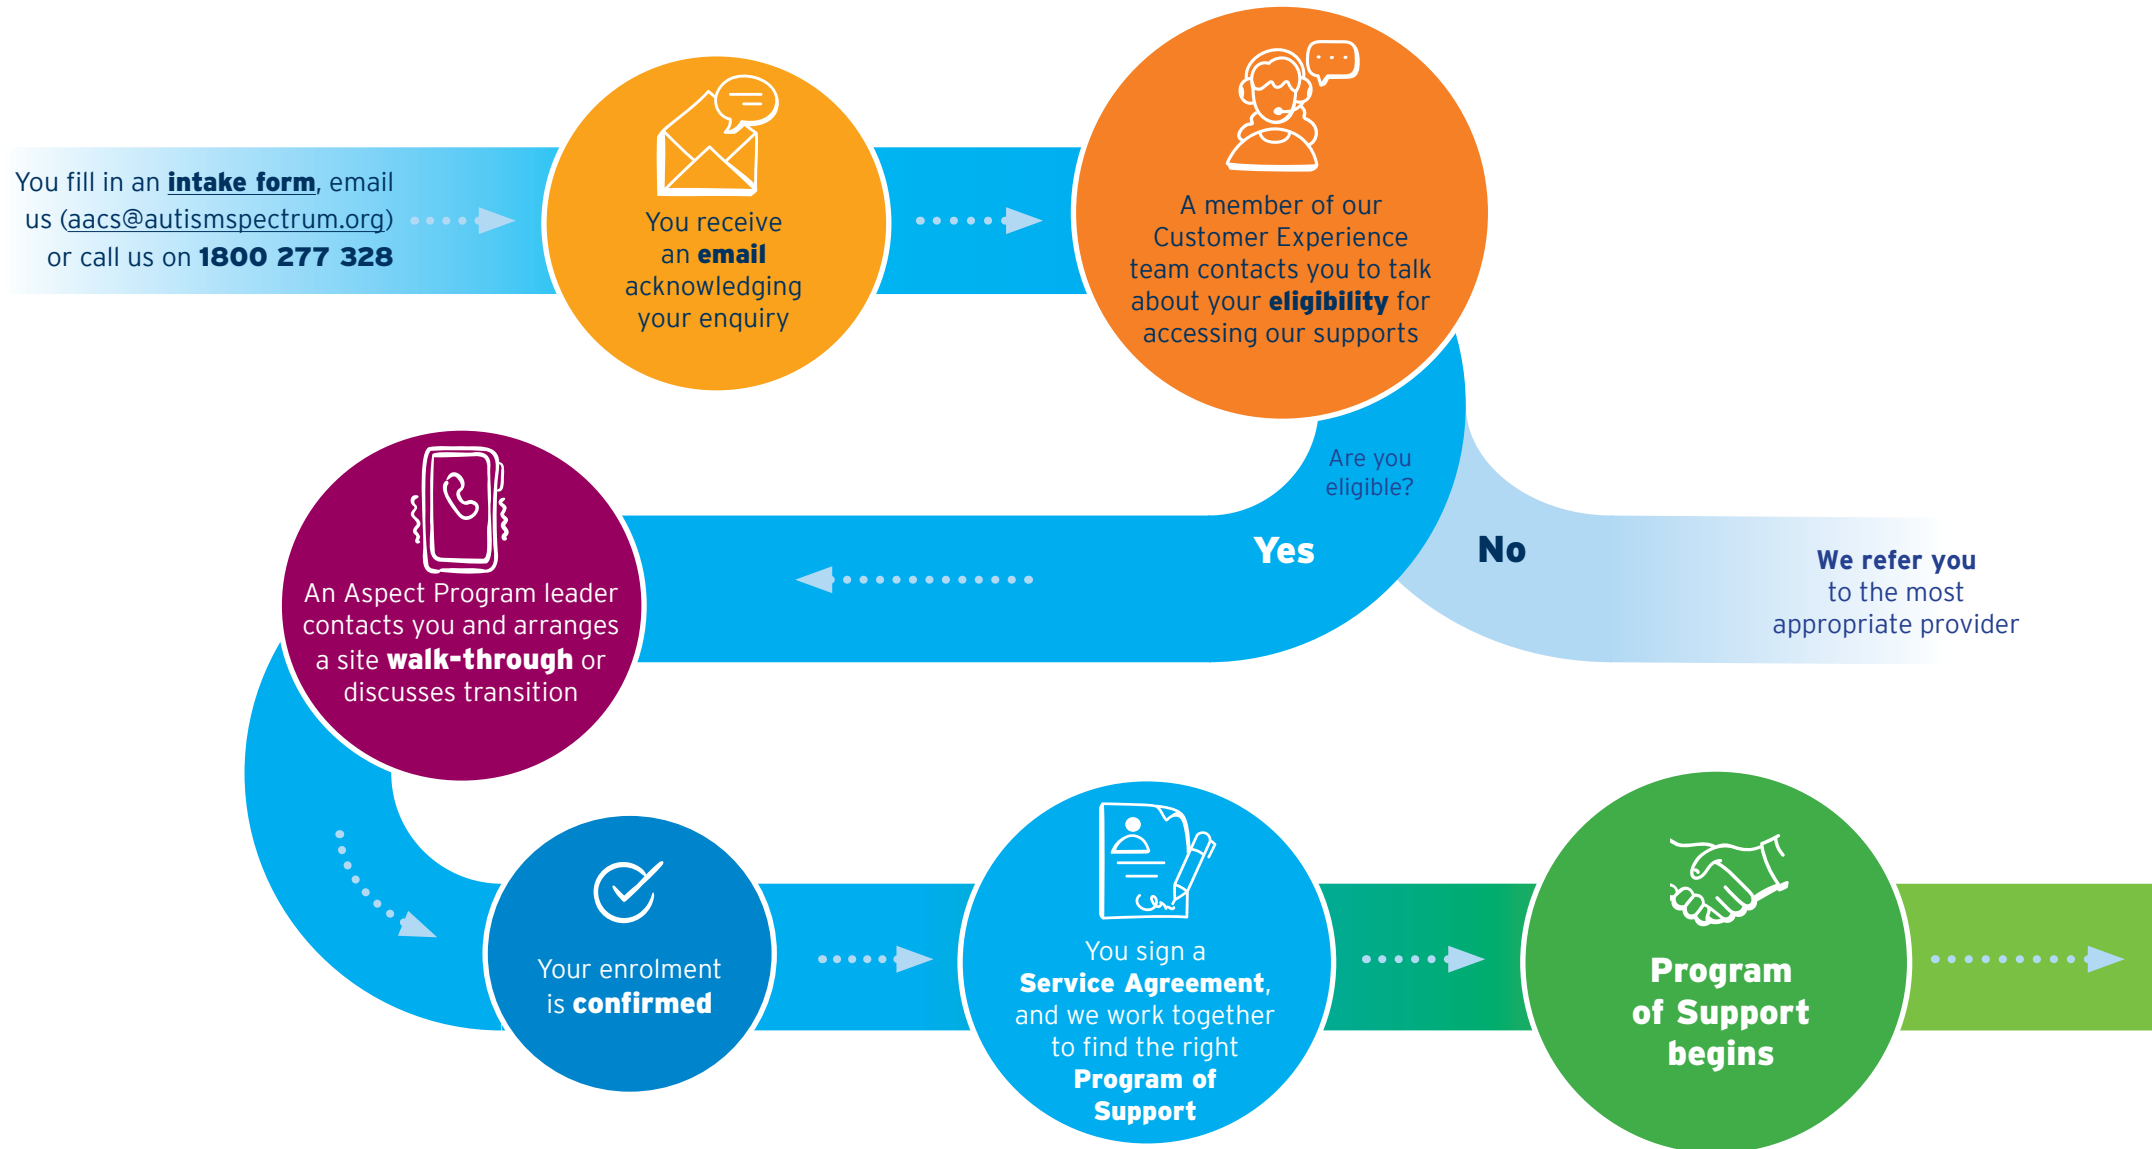 You fill in an intake form, email
us (aacs@autismspectrum.org)
or call us on 1800 277 328
You receive
an email
acknowledging
your enquiry
A member of our
Customer Experience
team contacts you to talk
about your eligibility for
accessing our supports
Are you
eligible?
Yes
No
We refer you
to the most
appropriate provider
An Aspect Program leader
contacts you and arranges
a site walk-through or
discusses transition
Your enrolment
is confirmed
You sign a
Service Agreement,
and we work together
to find the right
Program of
Support
Program
of Support
begins